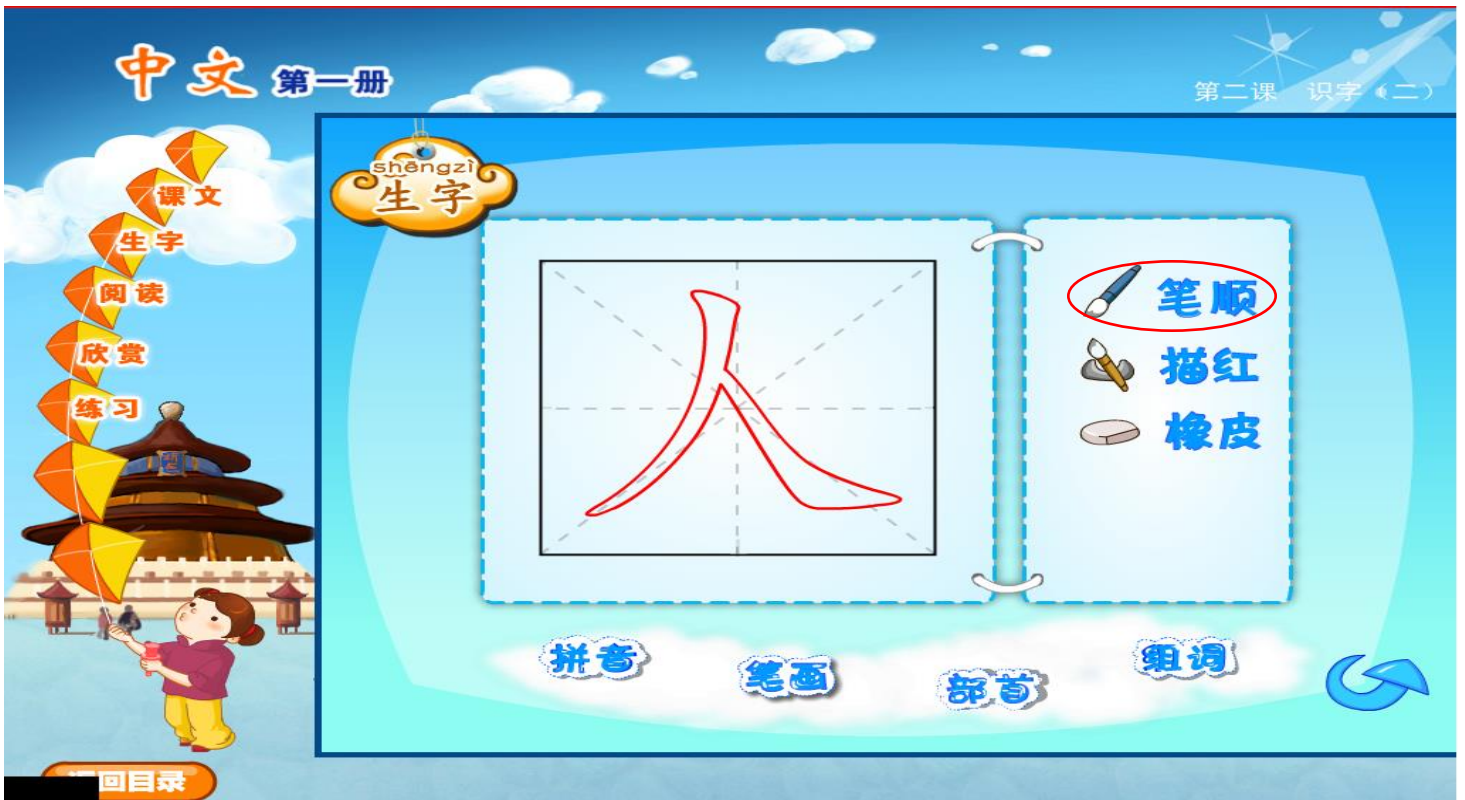 中文 第一册
第二课 识字（二）
shēngzì
生字
课文
生字
阅读
欣赏
练习
人
笔顺
描红
橡皮
拼音
笔画
部首
组词
回目录